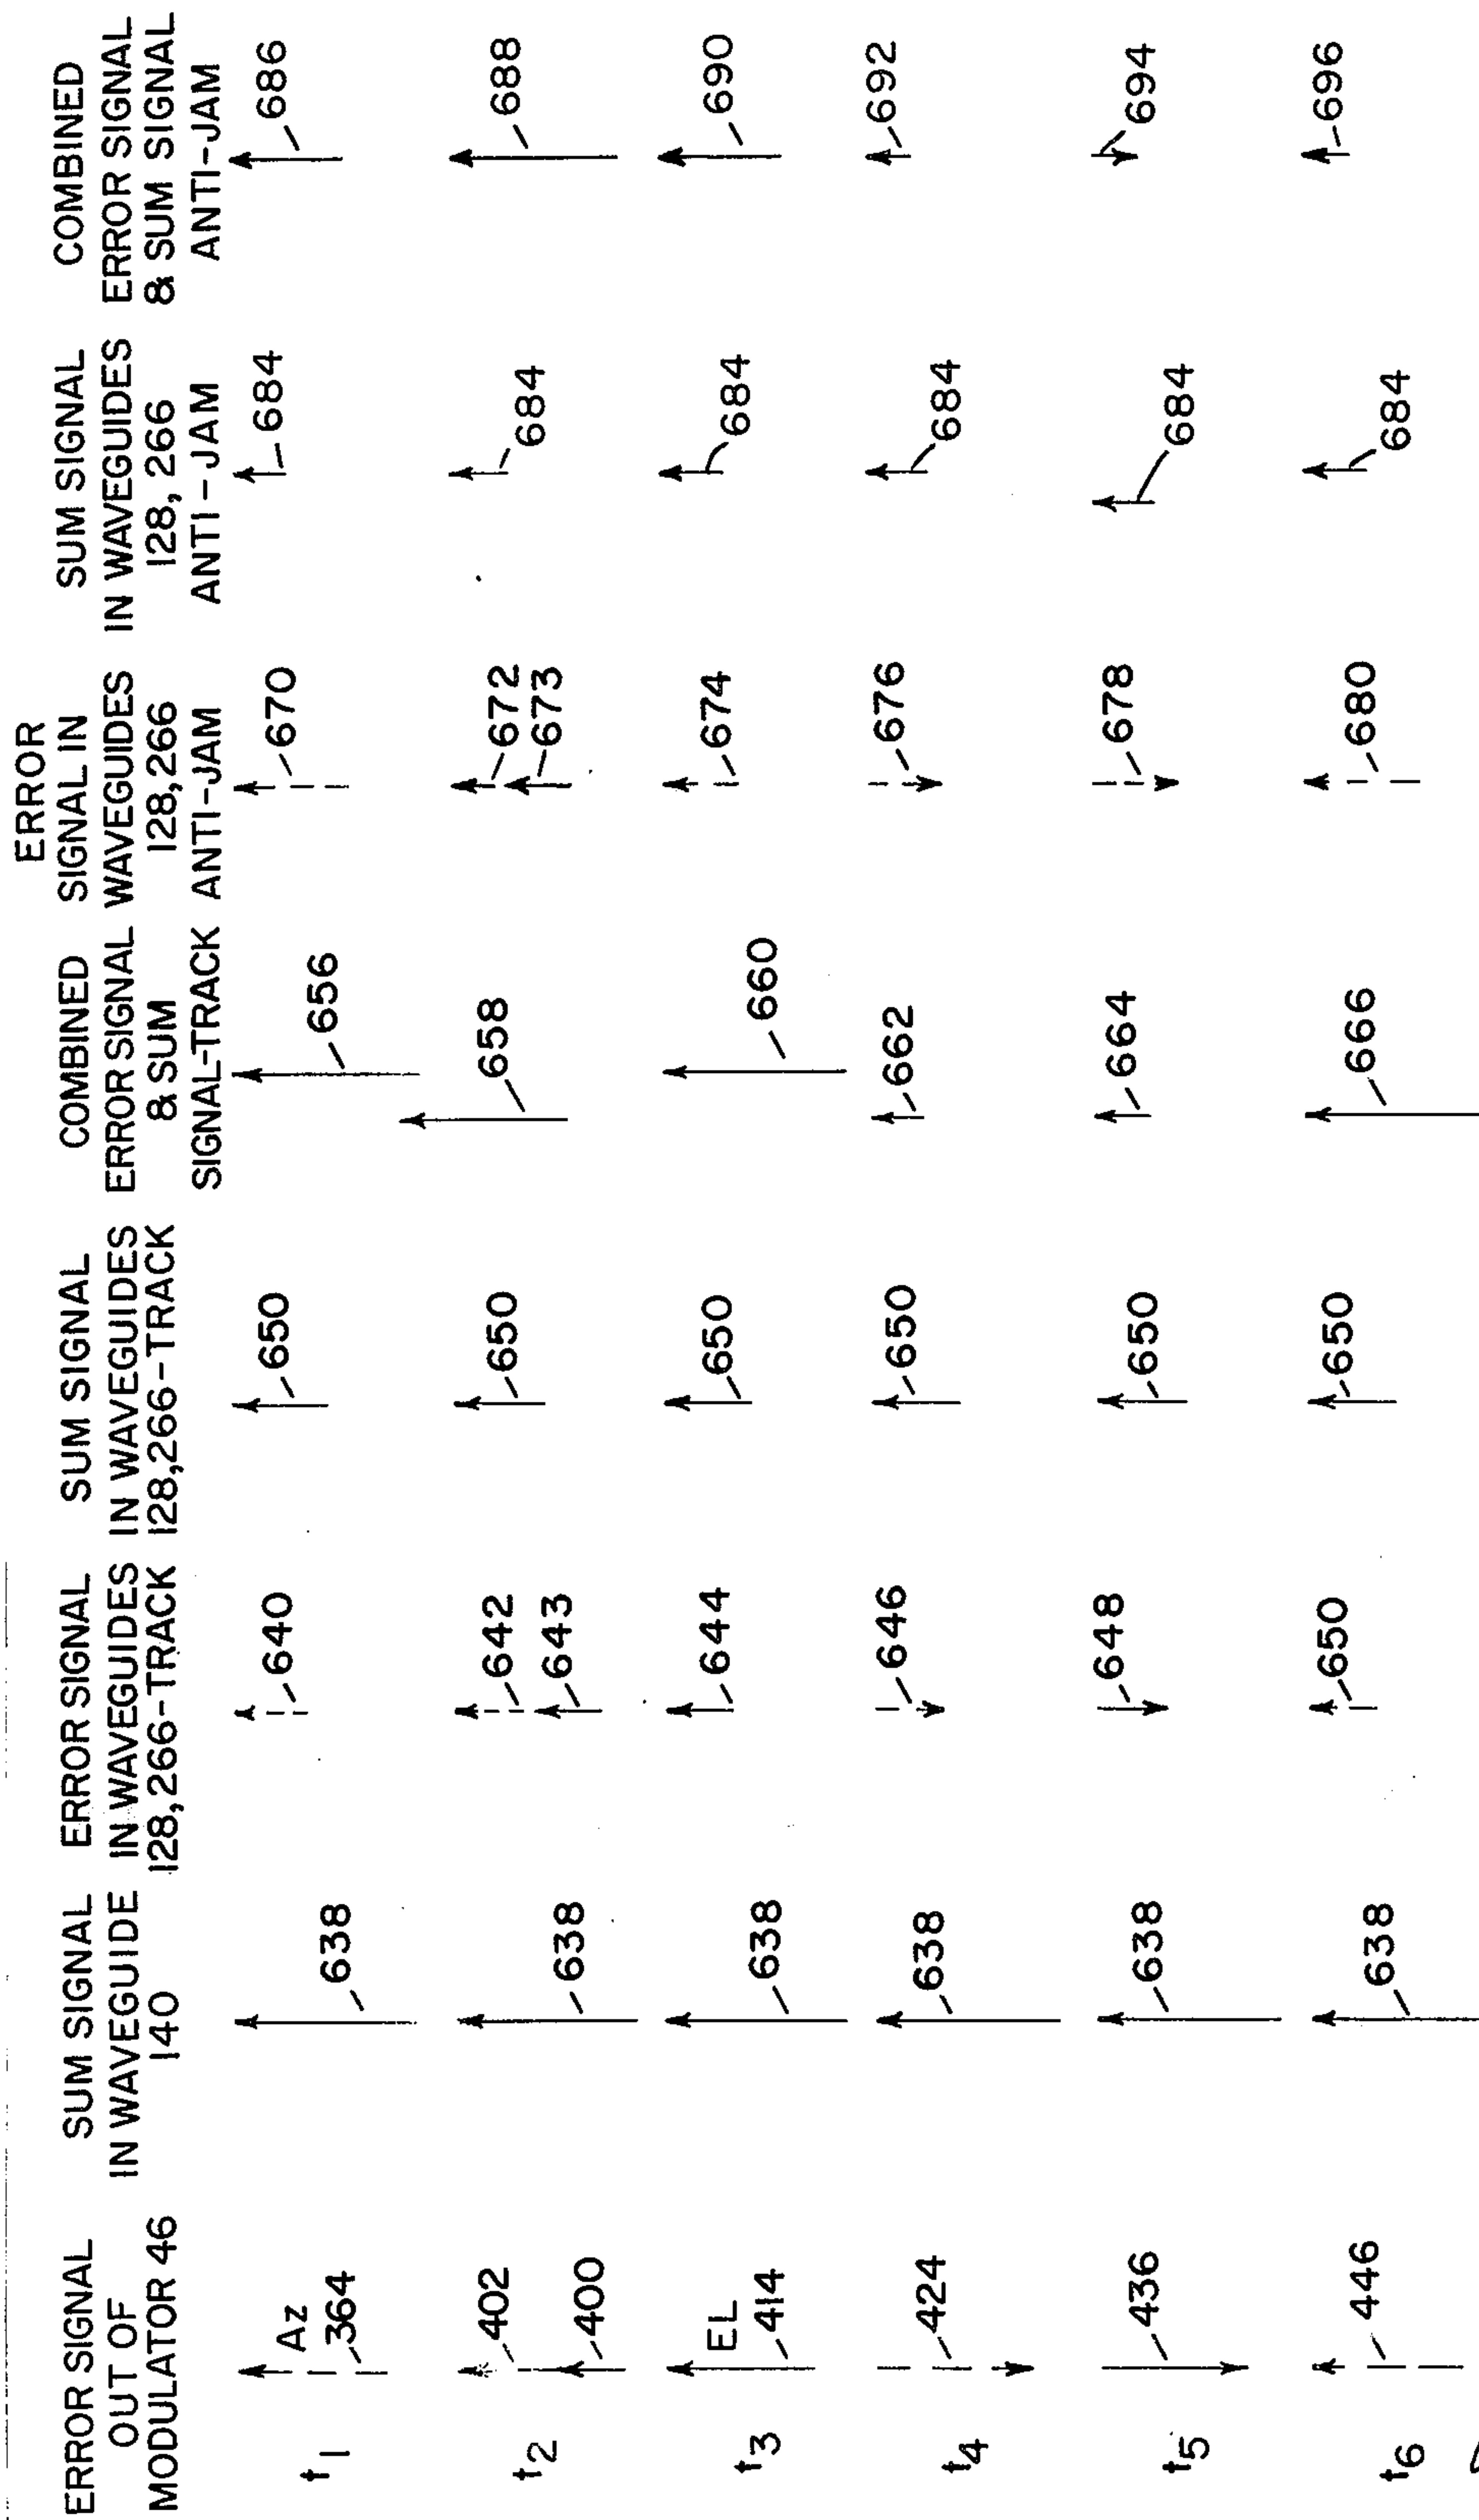 ERROR SIGNAL
OUT OF
MODULATOR 46
SUM SIGNAL
IN WAVEGUIDE
140
ERROR SIGNAL
IN WAVEGUIDES
128,266-TRACK
SUM SIGNAL
IN WAVEGUIDES
128,266-TRACK
COMBINED
ERROR SIGNAL
& SUM
SIGNAL-TRACK
ERROR
SIGNAL IN
WAVEGUIDES
128,266
ANTI-JAM
SUM SIGNAL
IN WAVEGUIDES
128, 266
ANTI-JAM
COMBINED
ERROR SIGNAL
& SUM SIGNAL
ANTI-JAM
t1 Az 364 638 640 650 656 670 684 686
t2 402 400 638 642 643 650 658 672 673 684 688
t3 EL 414 638 644 650 660 674 684 690
t4 424 638 646 650 662 676 684 692
t5 436 638 648 650 664 678 684 694
t6 446 638 650 650 666 680 684 696